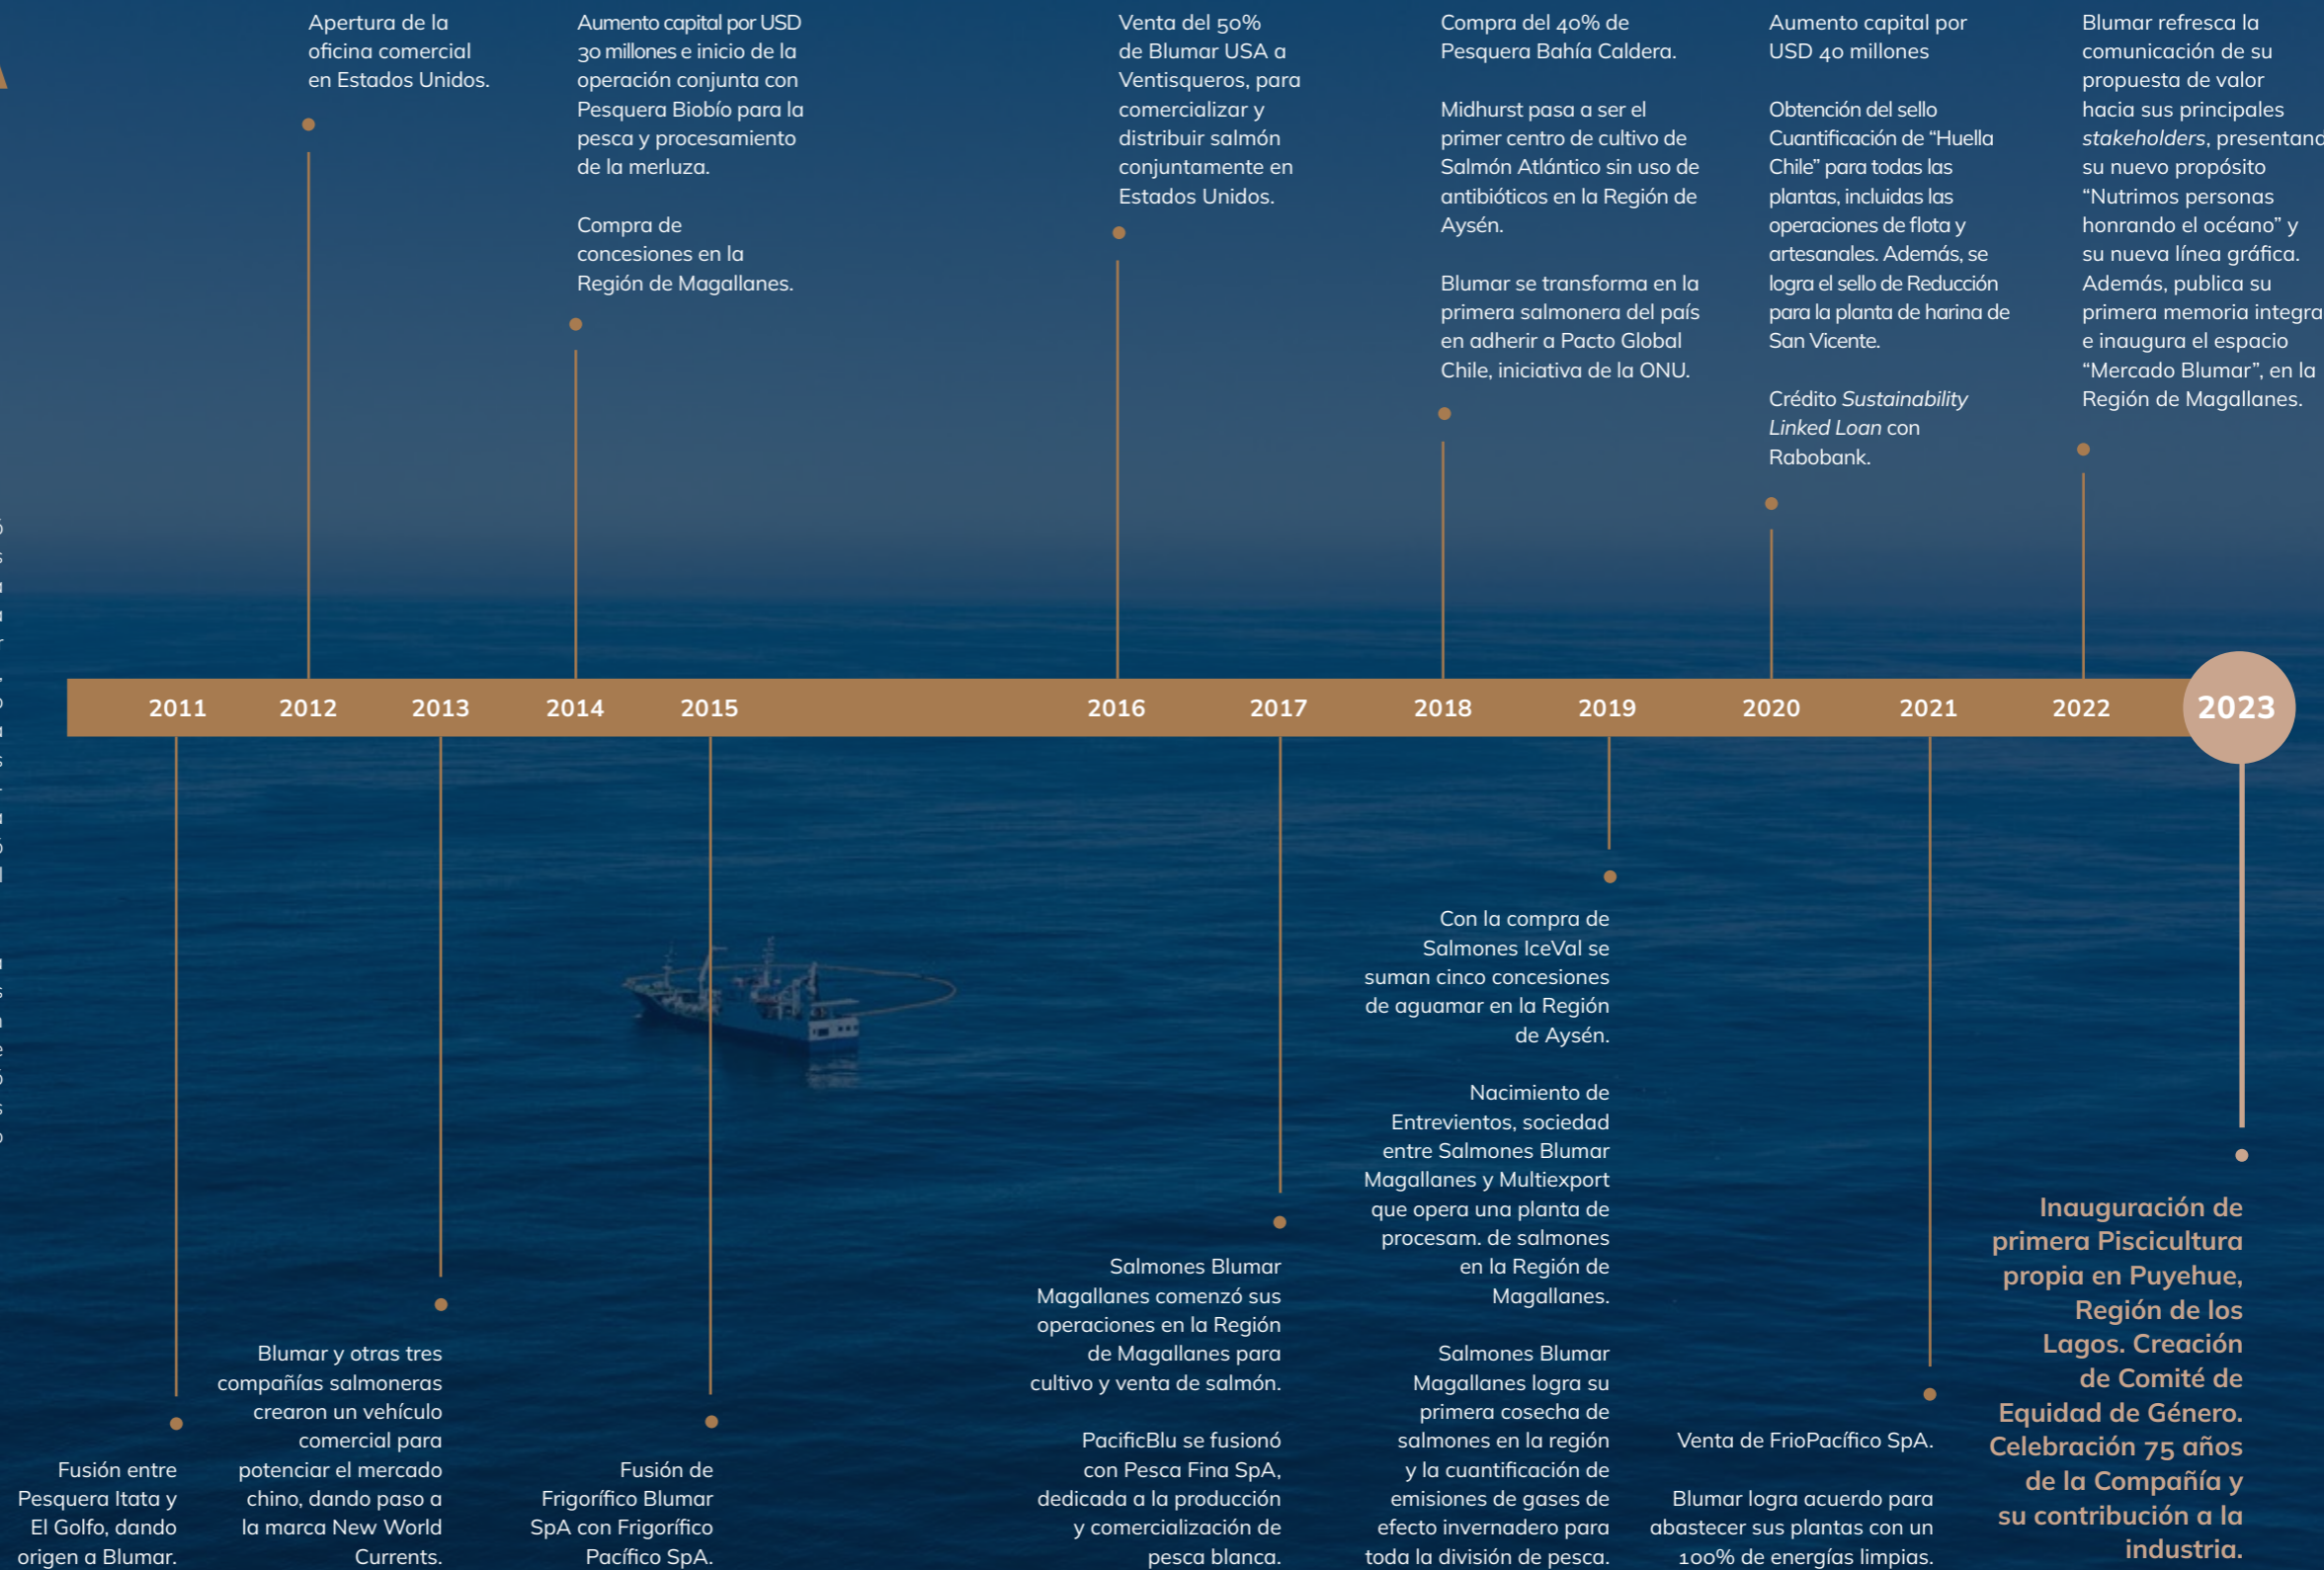 Apertura de la
oficina comercial
en Estados Unidos.
Aumento capital por USD
30 millones e inicio de la
operación conjunta con
Pesquera Biobío para la
pesca y procesamiento
de la merluza.
Compra de
concesiones en la
Región de Magallanes.
Venta del 50%
de Blumar USA a
Ventisqueros, para
comercializar y
distribuir salmón
conjuntamente en
Estados Unidos.
Compra del 40% de
Pesquera Bahía Caldera.
Midhurst pasa a ser el
primer centro de cultivo de
Salmón Atlántico sin uso de
antibióticos en la Región de
Aysén.
Blumar se transforma en la
primera salmonera del país
en adherir a Pacto Global
Chile, iniciativa de la ONU.
Aumento capital por
USD 40 millones
Obtención del sello
Cuantificación de “Huella
Chile” para todas las
plantas, incluidas las
operaciones de flota y
artesanales. Además, se
logra el sello de Reducción
para la planta de harina de
San Vicente.
Crédito Sustainability
Linked Loan con
Rabobank.
Blumar refresca la
comunicación de su
propuesta de valor
hacia sus principales
stakeholders, presentand
su nuevo propósito
“Nutrimos personas
honrando el océano” y
su nueva línea gráfica.
Además, publica su
primera memoria integra
e inaugura el espacio
“Mercado Blumar”, en la
Región de Magallanes.
2011 2012 2013 2014 2015 2016 2017 2018 2019 2020 2021 2022 2023
Fusión entre
Pesquera Itata y
El Golfo, dando
origen a Blumar.
Blumar y otras tres
compañías salmoneras
crearon un vehículo
comercial para
potenciar el mercado
chino, dando paso a
la marca New World
Currents.
Fusión de
Frigorífico Blumar
SpA con Frigorífico
Pacífico SpA.
Salmones Blumar
Magallanes comenzó sus
operaciones en la Región
de Magallanes para
cultivo y venta de salmón.
PacificBlu se fusionó
con Pesca Fina SpA,
dedicada a la producción
y comercialización de
pesca blanca.
Con la compra de
Salmones IceVal se
suman cinco concesiones
de aguamar en la Región
de Aysén.
Nacimiento de
Entrevientos, sociedad
entre Salmones Blumar
Magallanes y Multiexport
que opera una planta de
procesam. de salmones
en la Región de
Magallanes.
Salmones Blumar
Magallanes logra su
primera cosecha de
salmones en la región
y la cuantificación de
emisiones de gases de
efecto invernadero para
toda la división de pesca.
Venta de FrioPacífico SpA.
Blumar logra acuerdo para
abastecer sus plantas con un
100% de energías limpias.
Inauguración de
primera Piscicultura
propia en Puyehue,
Región de los
Lagos. Creación
de Comité de
Equidad de Género.
Celebración 75 años
de la Compañía y
su contribución a la
industria.